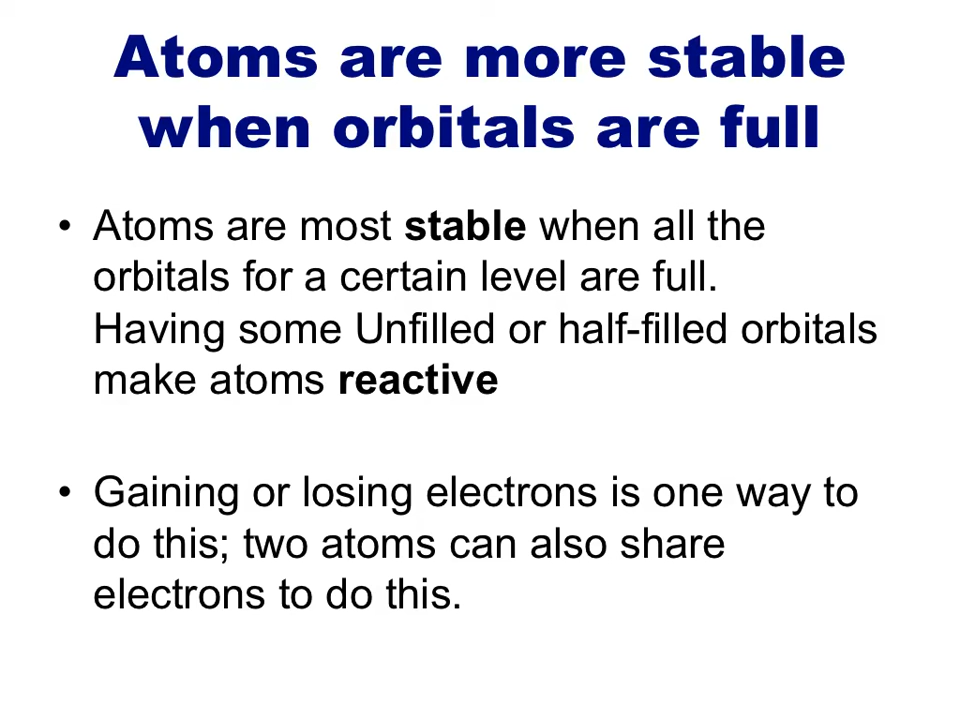 Atoms are more stable
when orbitals are full
• Atoms are most stable when all the
orbitals for a certain level are full.
Having some Unfilled or half-filled orbitals
make atoms reactive
• Gaining or losing electrons is one way to
do this; two atoms can also share
electrons to do this.